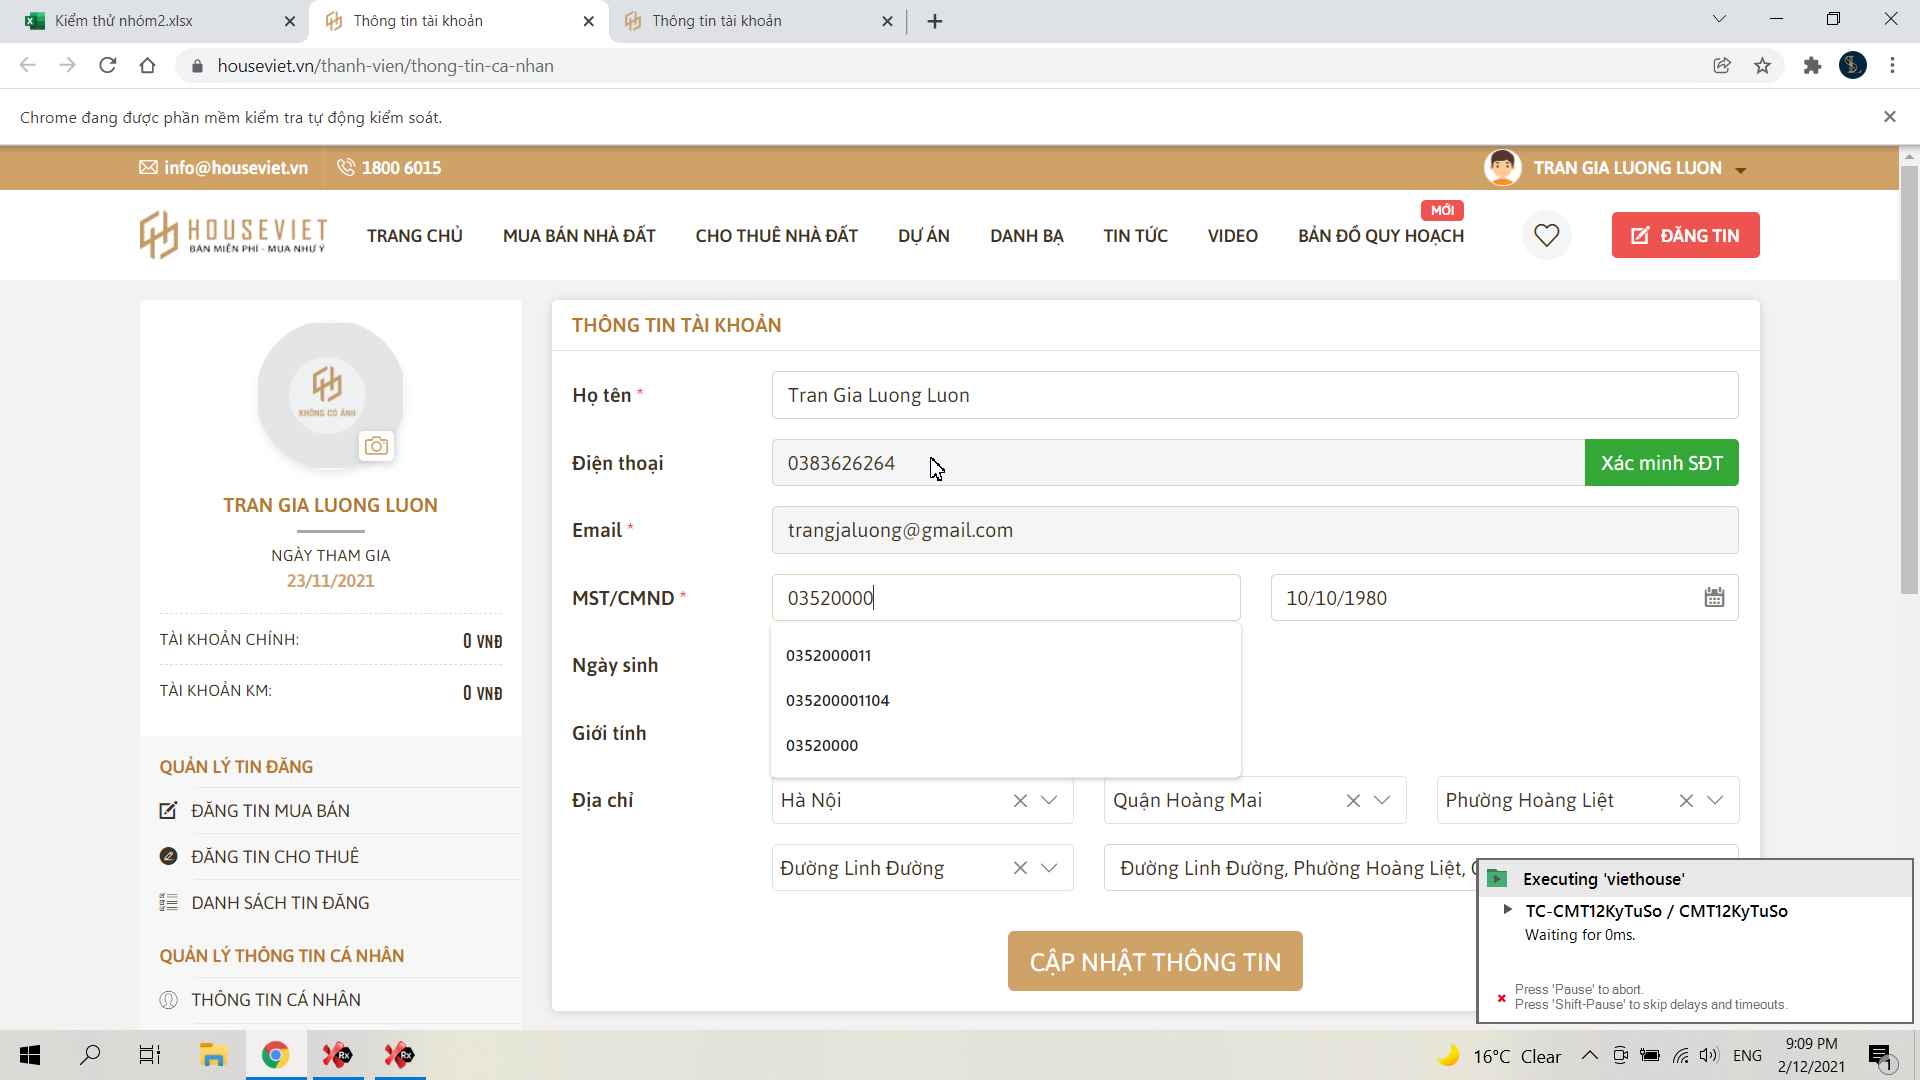 Kiểm thử nhóm2.xlsx
Thông tin tài khoản
Thông tin tài khoản
houseviet.vn/thanh-vien/thong-tin-ca-nhan
Chrome đang được phần mềm kiểm tra tự động kiểm soát.
info@houseviet.vn
1800 6015
TRAN GIA LUONG LUON
HOUSEVIET
BÁN MIỄN PHÍ - MUA NHƯ Ý
TRANG CHỦ
MUA BÁN NHÀ ĐẤT
CHO THUÊ NHÀ ĐẤT
DỰ ÁN
DANH BẠ
TIN TỨC
VIDEO
MỚI
BẢN ĐỒ QUY HOẠCH
ĐĂNG TIN
KHÔNG CÓ ẢNH
TRAN GIA LUONG LUON
NGÀY THAM GIA
23/11/2021
TÀI KHOẢN CHÍNH: 0 VNĐ
TÀI KHOẢN KM: 0 VNĐ
QUẢN LÝ TIN ĐĂNG
ĐĂNG TIN MUA BÁN
ĐĂNG TIN CHO THUÊ
DANH SÁCH TIN ĐĂNG
QUẢN LÝ THÔNG TIN CÁ NHÂN
THÔNG TIN CÁ NHÂN
THÔNG TIN TÀI KHOẢN
Họ tên * Tran Gia Luong Luon
Điện thoại 0383626264 Xác minh SĐT
Email * trangjaluong@gmail.com
MST/CMND * 03520000 10/10/1980
0352000011
035200001104
03520000
Ngày sinh
Giới tính
Địa chỉ Hà Nội Quận Hoàng Mai Phường Hoàng Liệt
Đường Linh Đường Đường Linh Đường, Phường Hoàng Liệt,
CẬP NHẬT THÔNG TIN
Executing 'viethouse'
TC-CMT12KyTuSo / CMT12KyTuSo
Waiting for 0ms.
Press 'Pause' to abort.
Press 'Shift-Pause' to skip delays and timeouts.
Rx
Rx
16°C Clear
ENG
9:09 PM
2/12/2021
1